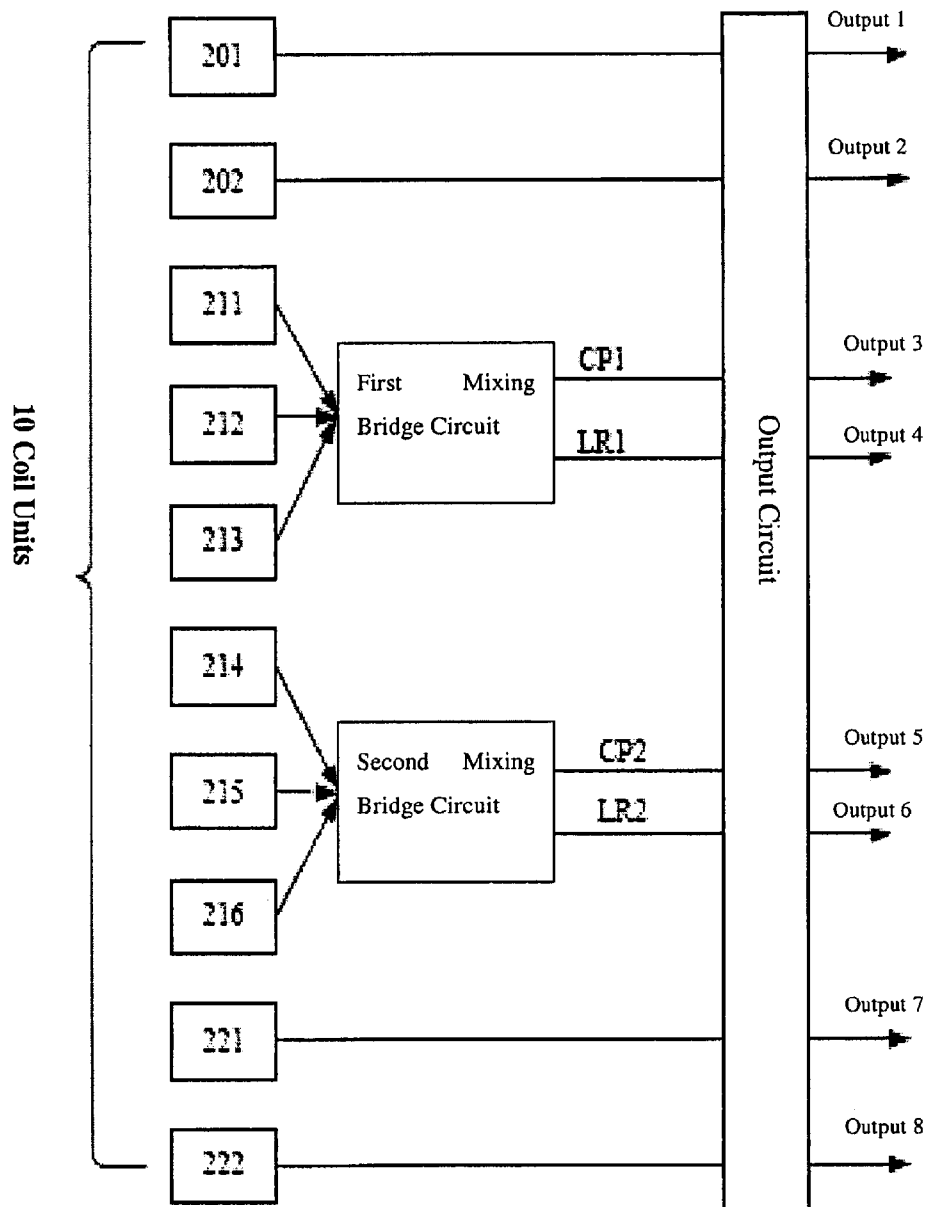 201
Output 1
202
Output 2
211
212
213
First Mixing
Bridge Circuit
CP1
LR1
Output 3
Output 4
10 Coil Units
Output Circuit
214
215
216
Second Mixing
Bridge Circuit
CP2
LR2
Output 5
Output 6
221
Output 7
222
Output 8